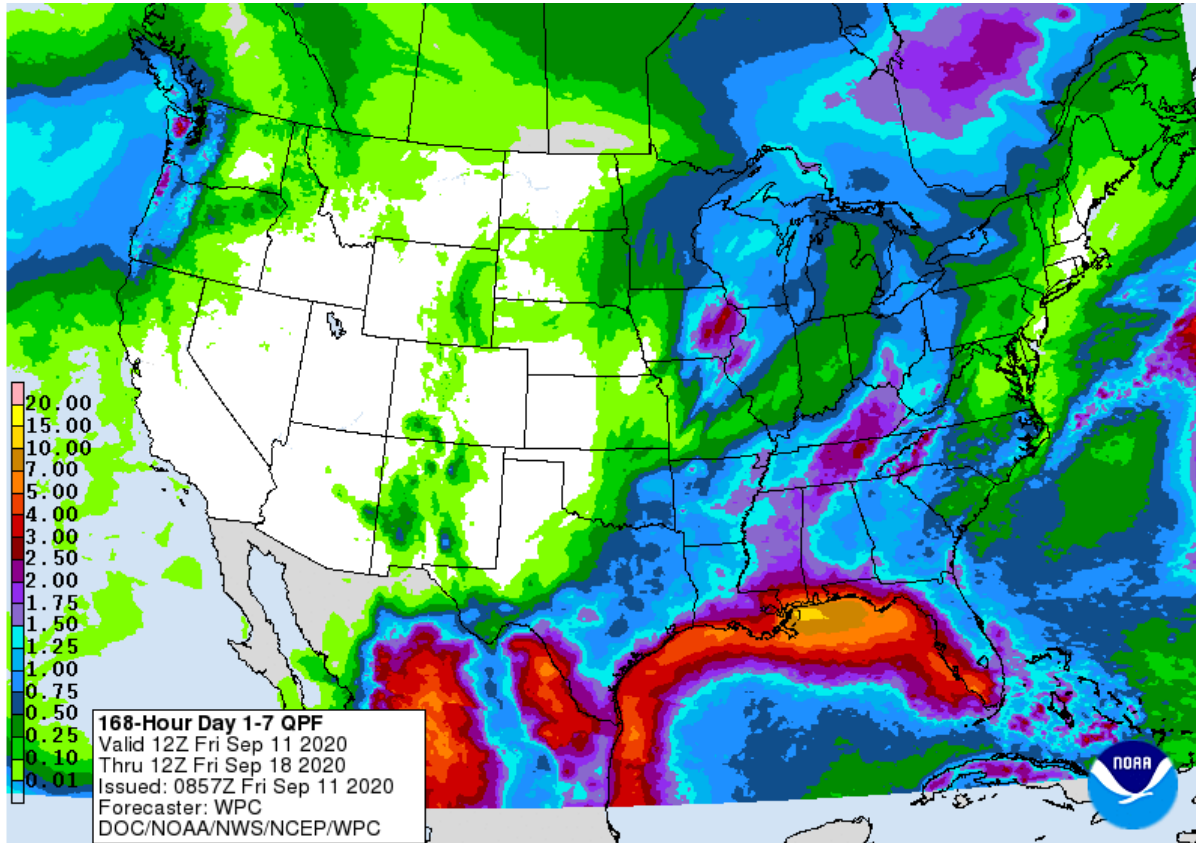 20.00
15.00
10.00
7.00
5.00
4.00
3.00
2.50
2.00
1.75
1.50
1.25
1.00
0.75
0.50
0.25
0.10
0.01
168-Hour Day 1-7 QPF
Valid 12Z Fri Sep 11 2020
Thru 12Z Fri Sep 18 2020
Issued: 0857Z Fri Sep 11 2020
Forecaster: WPC
DOC/NOAA/NWS/NCEP/WPC
NOAA